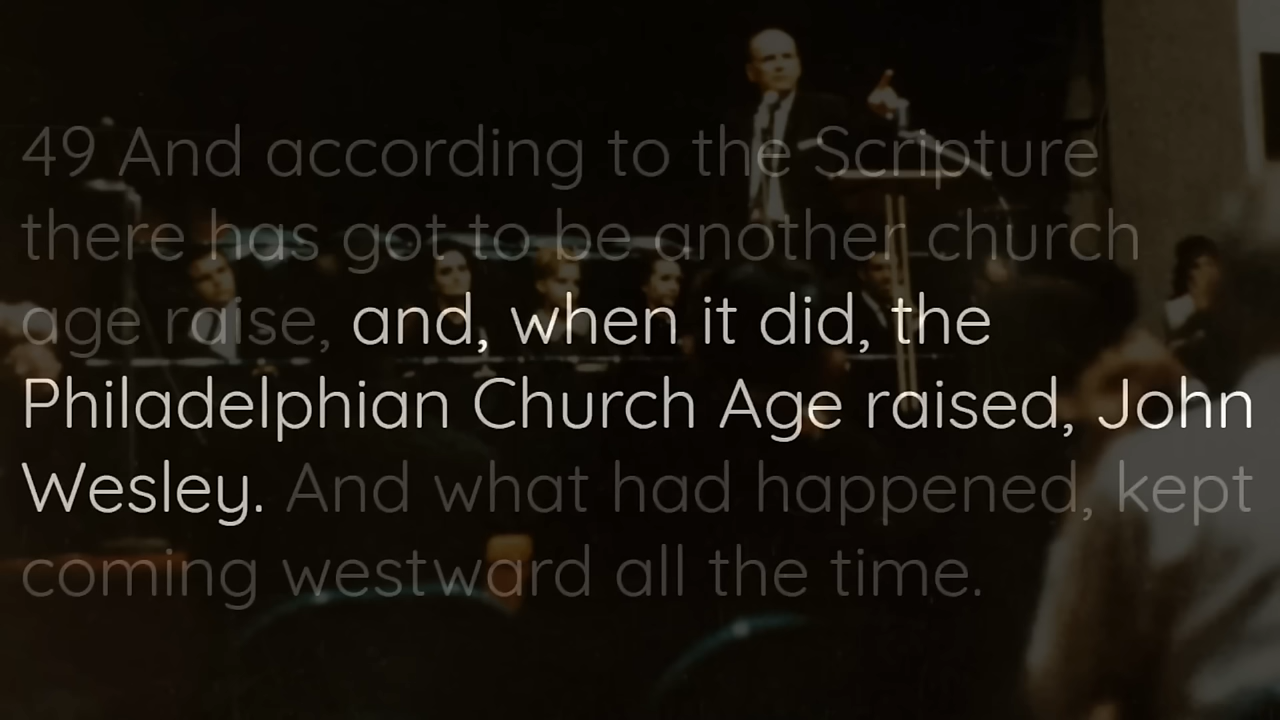 49 And according to the Scripture
there has got to be another church
age raise, and, when it did, the
Philadelphian Church Age raised, John
Wesley. And what had happened, kept
coming westward all the time.